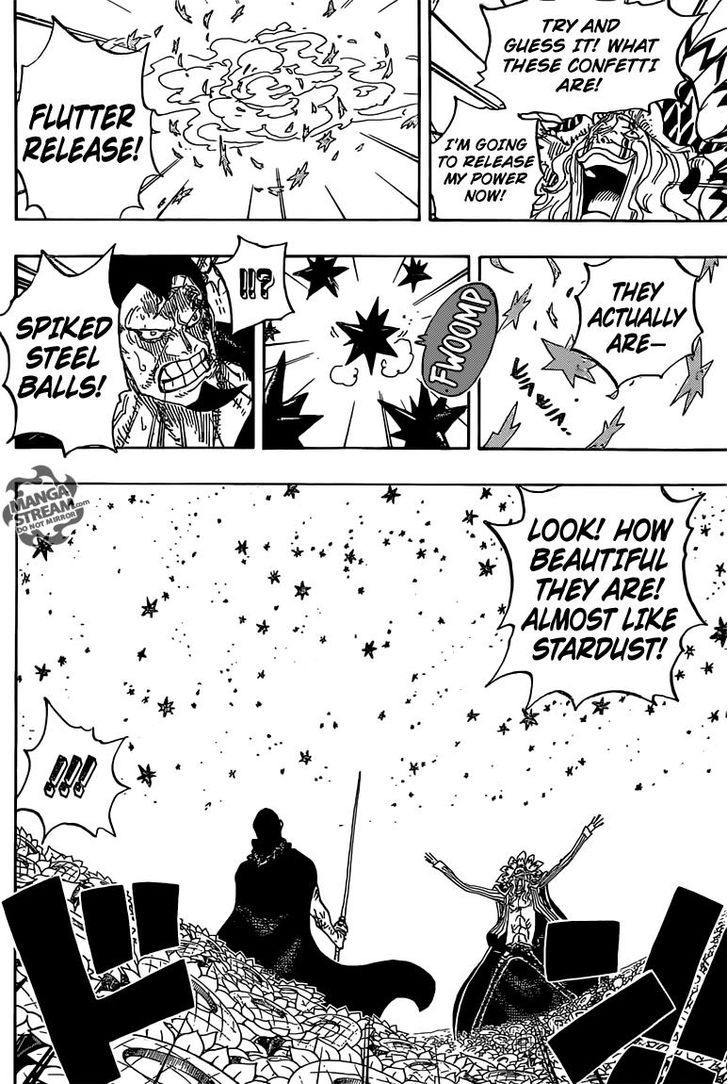 TRY AND
GUESS IT! WHAT
THESE CONFETTI
ARE!
I'M GOING
TO RELEASE
MY POWER
NOW!
FLUTTER
RELEASE!
THEY
ACTUALLY
ARE—
FWOOMP
!!?
SPIKED
STEEL
BALLS!
MANGA
STREAM.com
DO NOT MIRROR!
LOOK! HOW
BEAUTIFUL
THEY ARE!
ALMOST LIKE
STARDUST!
!!!!
ドン